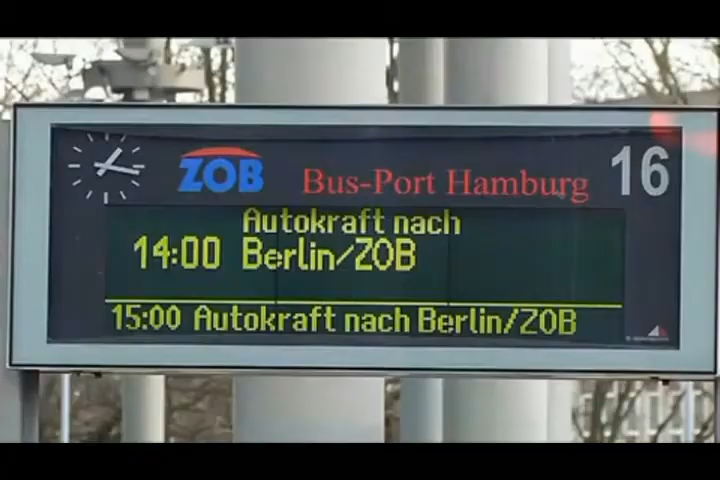 ZOB Bus-Port Hamburg 16
Autokraft nach
14:00 Berlin/ZOB
15:00 Autokraft nach Berlin/ZOB